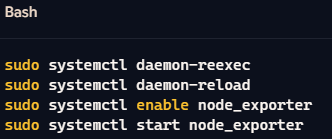 Bash
sudo systemctl daemon-reexec
sudo systemctl daemon-reload
sudo systemctl enable node_exporter
sudo systemctl start node_exporter